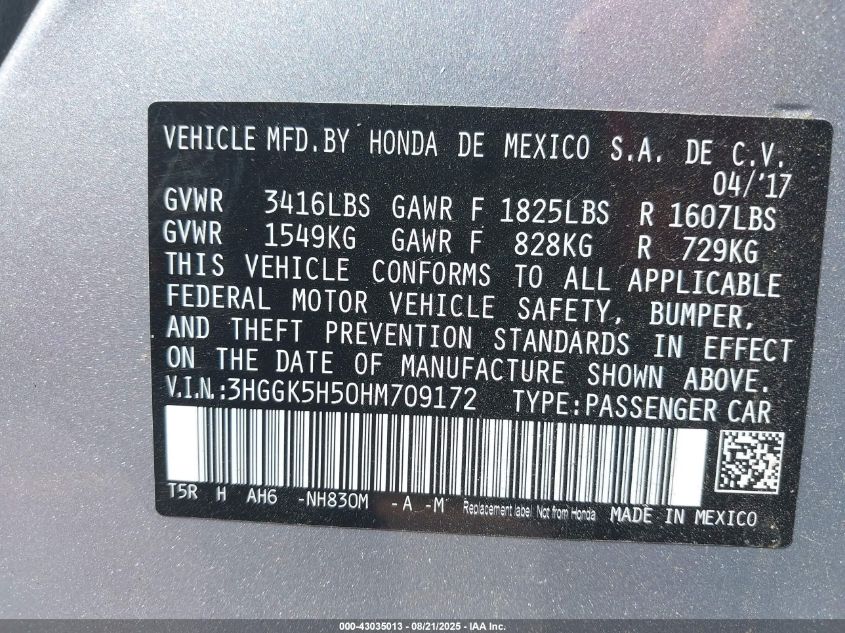 VEHICLE MFD.BY HONDA DE MEXICO S.A. DE C.V.
04/'17
GVWR 3416LBS GAWR F 1825LBS R 1607LBS
GVWR 1549KG GAWR F 828KG R 729KG
THIS VEHICLE CONFORMS TO ALL APPLICABLE
FEDERAL MOTOR VEHICLE SAFETY, BUMPER,
AND THEFT PREVENTION STANDARDS IN EFFECT
ON THE DATE OF MANUFACTURE SHOWN ABOVE.
V.I.N.:3HGGK5H50HM709172 TYPE:PASSENGER CAR
T5R H AH6 -NH830M -A -M Replacement label Not from Honda MADE IN MEXICO
000-43035013 - 08/21/2025 - IAA Inc.